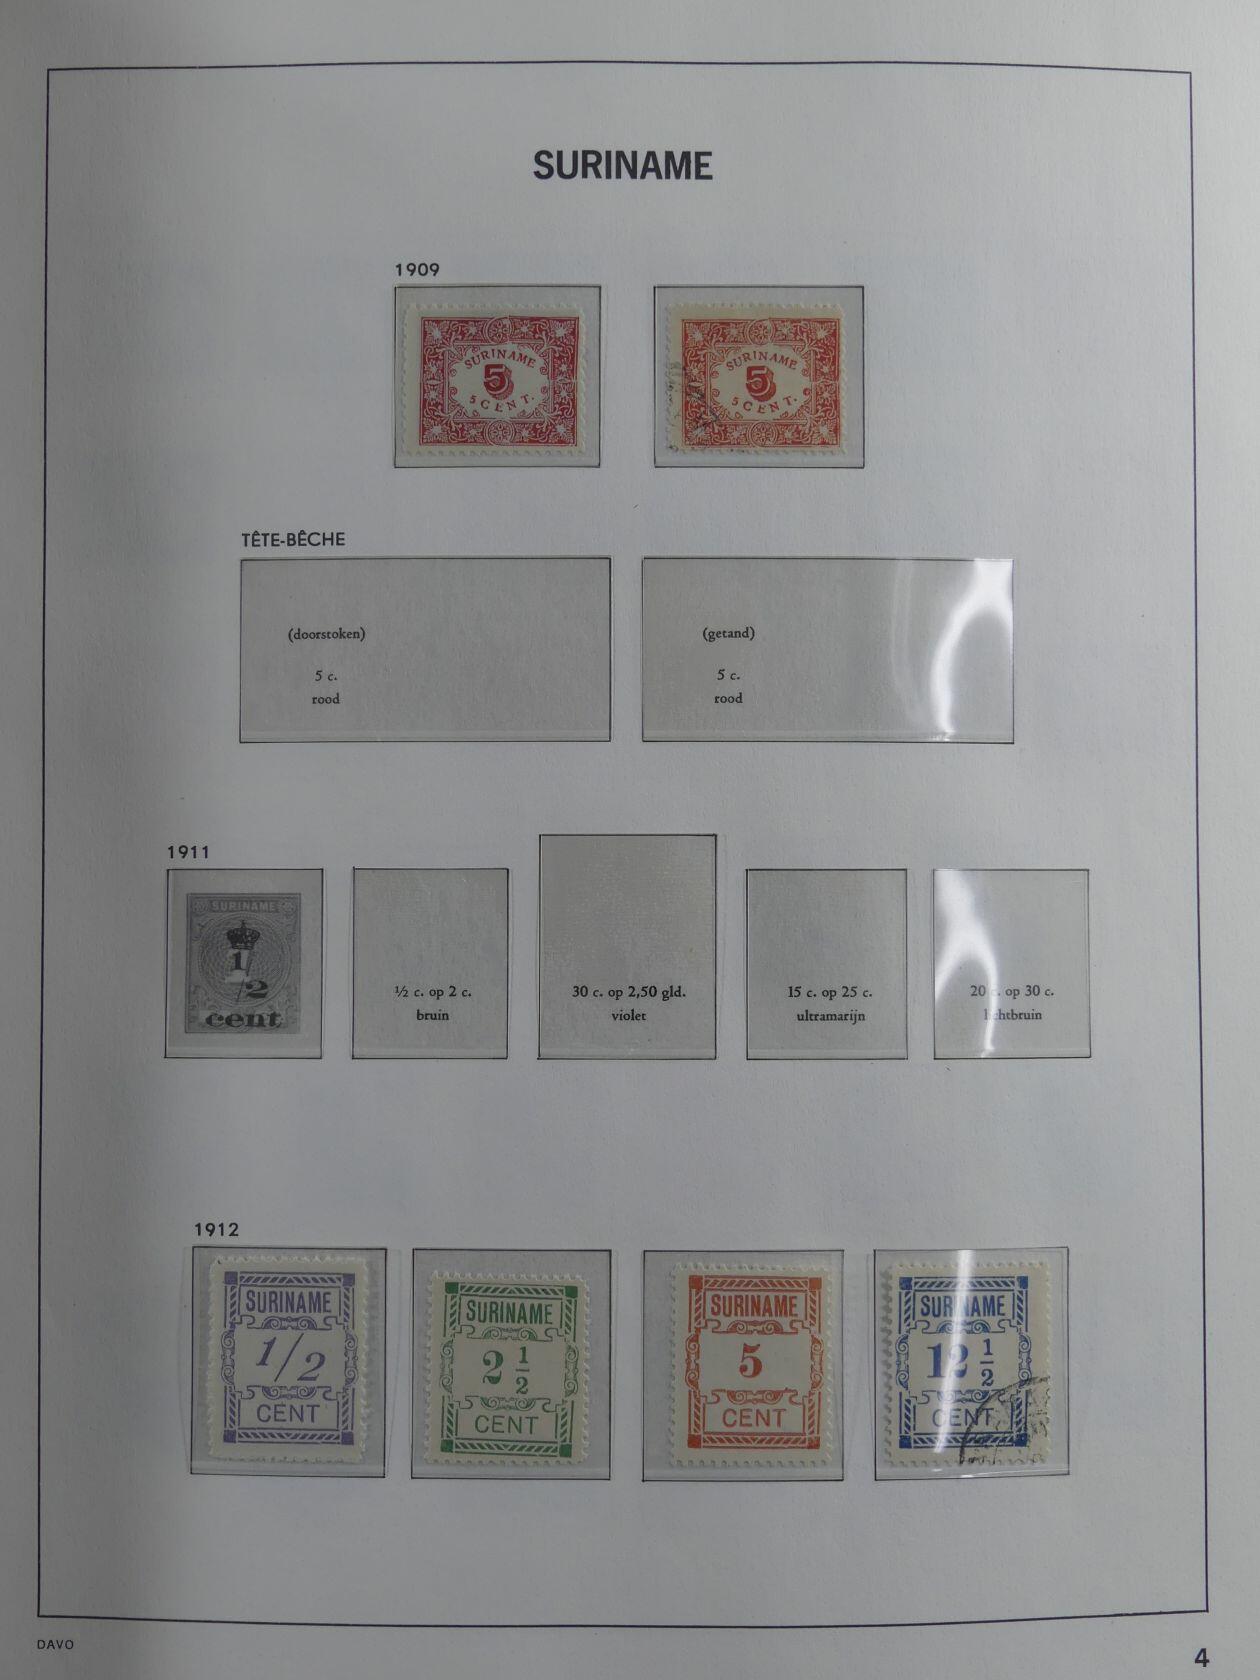 SURINAME
1909
SURINAME
5
5 CENT.
SURINAME
5
5 CENT.
TÊTE-BÊCHE
(doorstoken)
5 c.
rood
(getand)
5 c.
rood
1911
SURINAME
1/2
cent
½ c. op 2 c.
bruin
30 c. op 2,50 gld.
violet
15 c. op 25 c.
ultramarijn
20 c. op 30 c.
lichtbruin
1912
SURINAME
1/2
CENT
SURINAME
2 1/2
CENT
SURINAME
5
CENT
SURINAME
12 1/2
CENT
DAVO
4